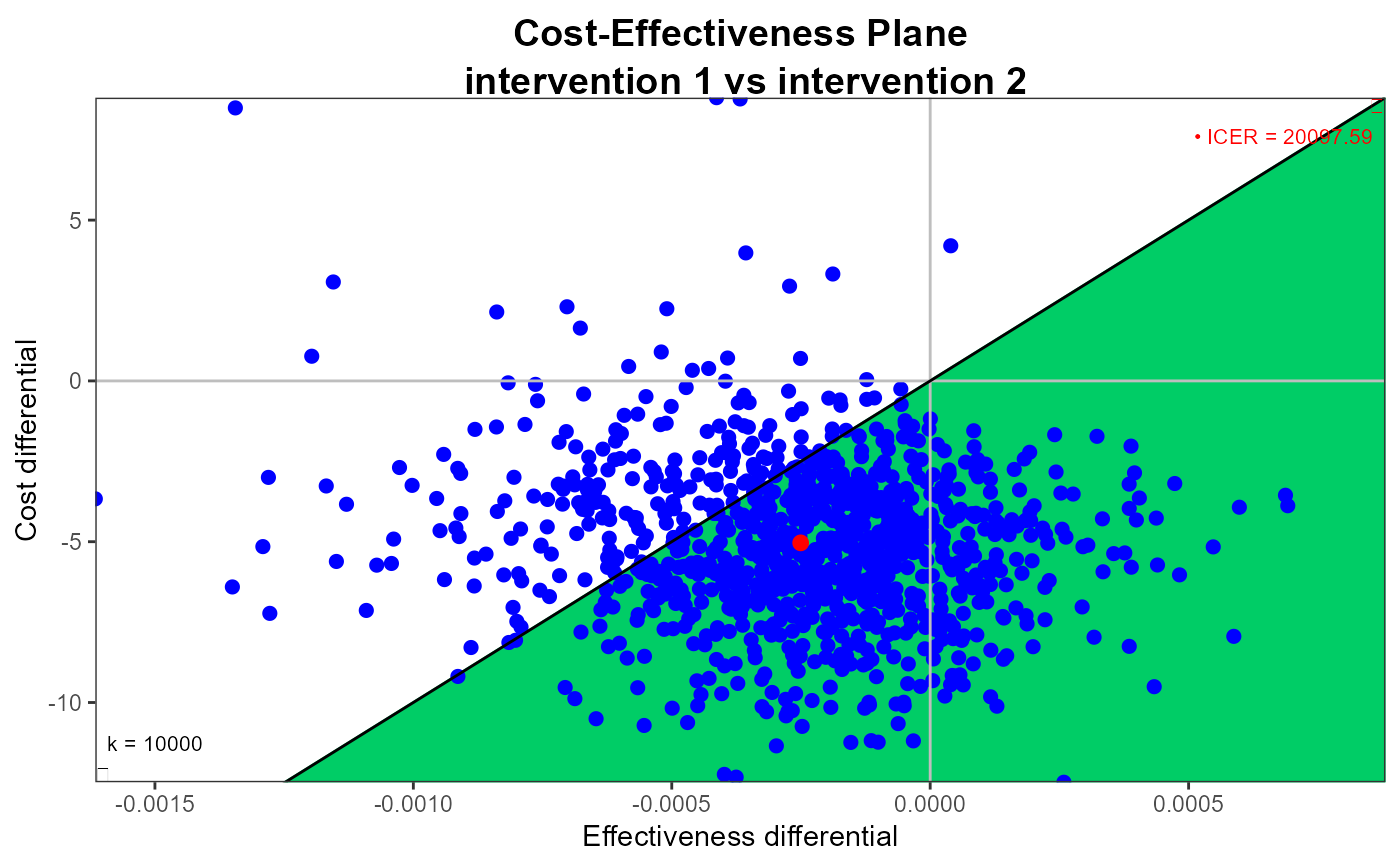 Cost-Effectiveness Plane
intervention 1 vs intervention 2
• ICER = 20097.59
5
0
-5
-10
Cost differential
k = 10000
-0.0015
-0.0010
-0.0005
0.0000
0.0005
Effectiveness differential